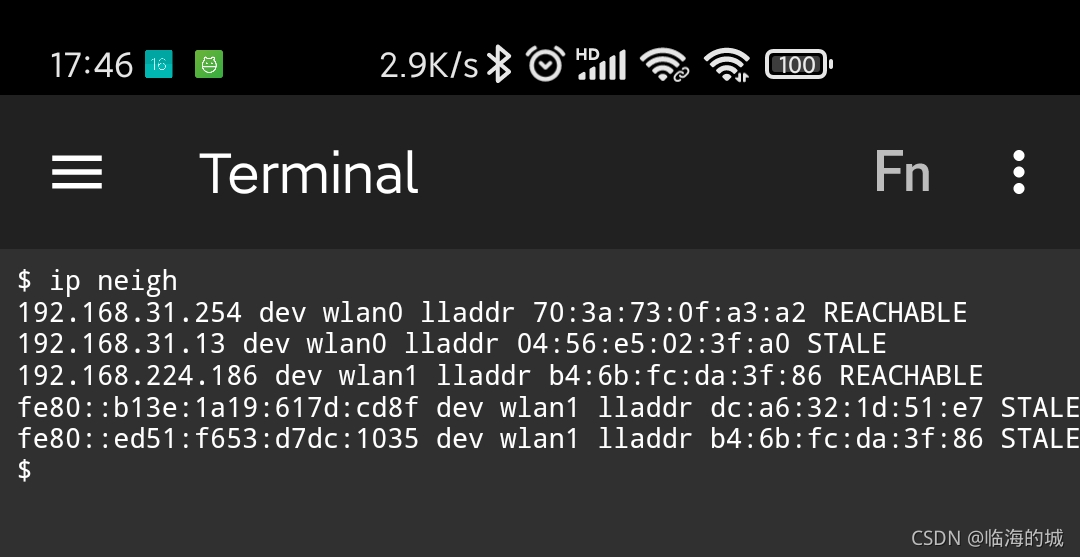 17:46 16 2.9K/s HD 100
Terminal Fn
$ ip neigh
192.168.31.254 dev wlan0 lladdr 70:3a:73:0f:a3:a2 REACHABLE
192.168.31.13 dev wlan0 lladdr 04:56:e5:02:3f:a0 STALE
192.168.224.186 dev wlan1 lladdr b4:6b:fc:da:3f:86 REACHABLE
fe80::b13e:1a19:617d:cd8f dev wlan1 lladdr dc:a6:32:1d:51:e7 STALE
fe80::ed51:f653:d7dc:1035 dev wlan1 lladdr b4:6b:fc:da:3f:86 STALE
$
CSDN @临海的城